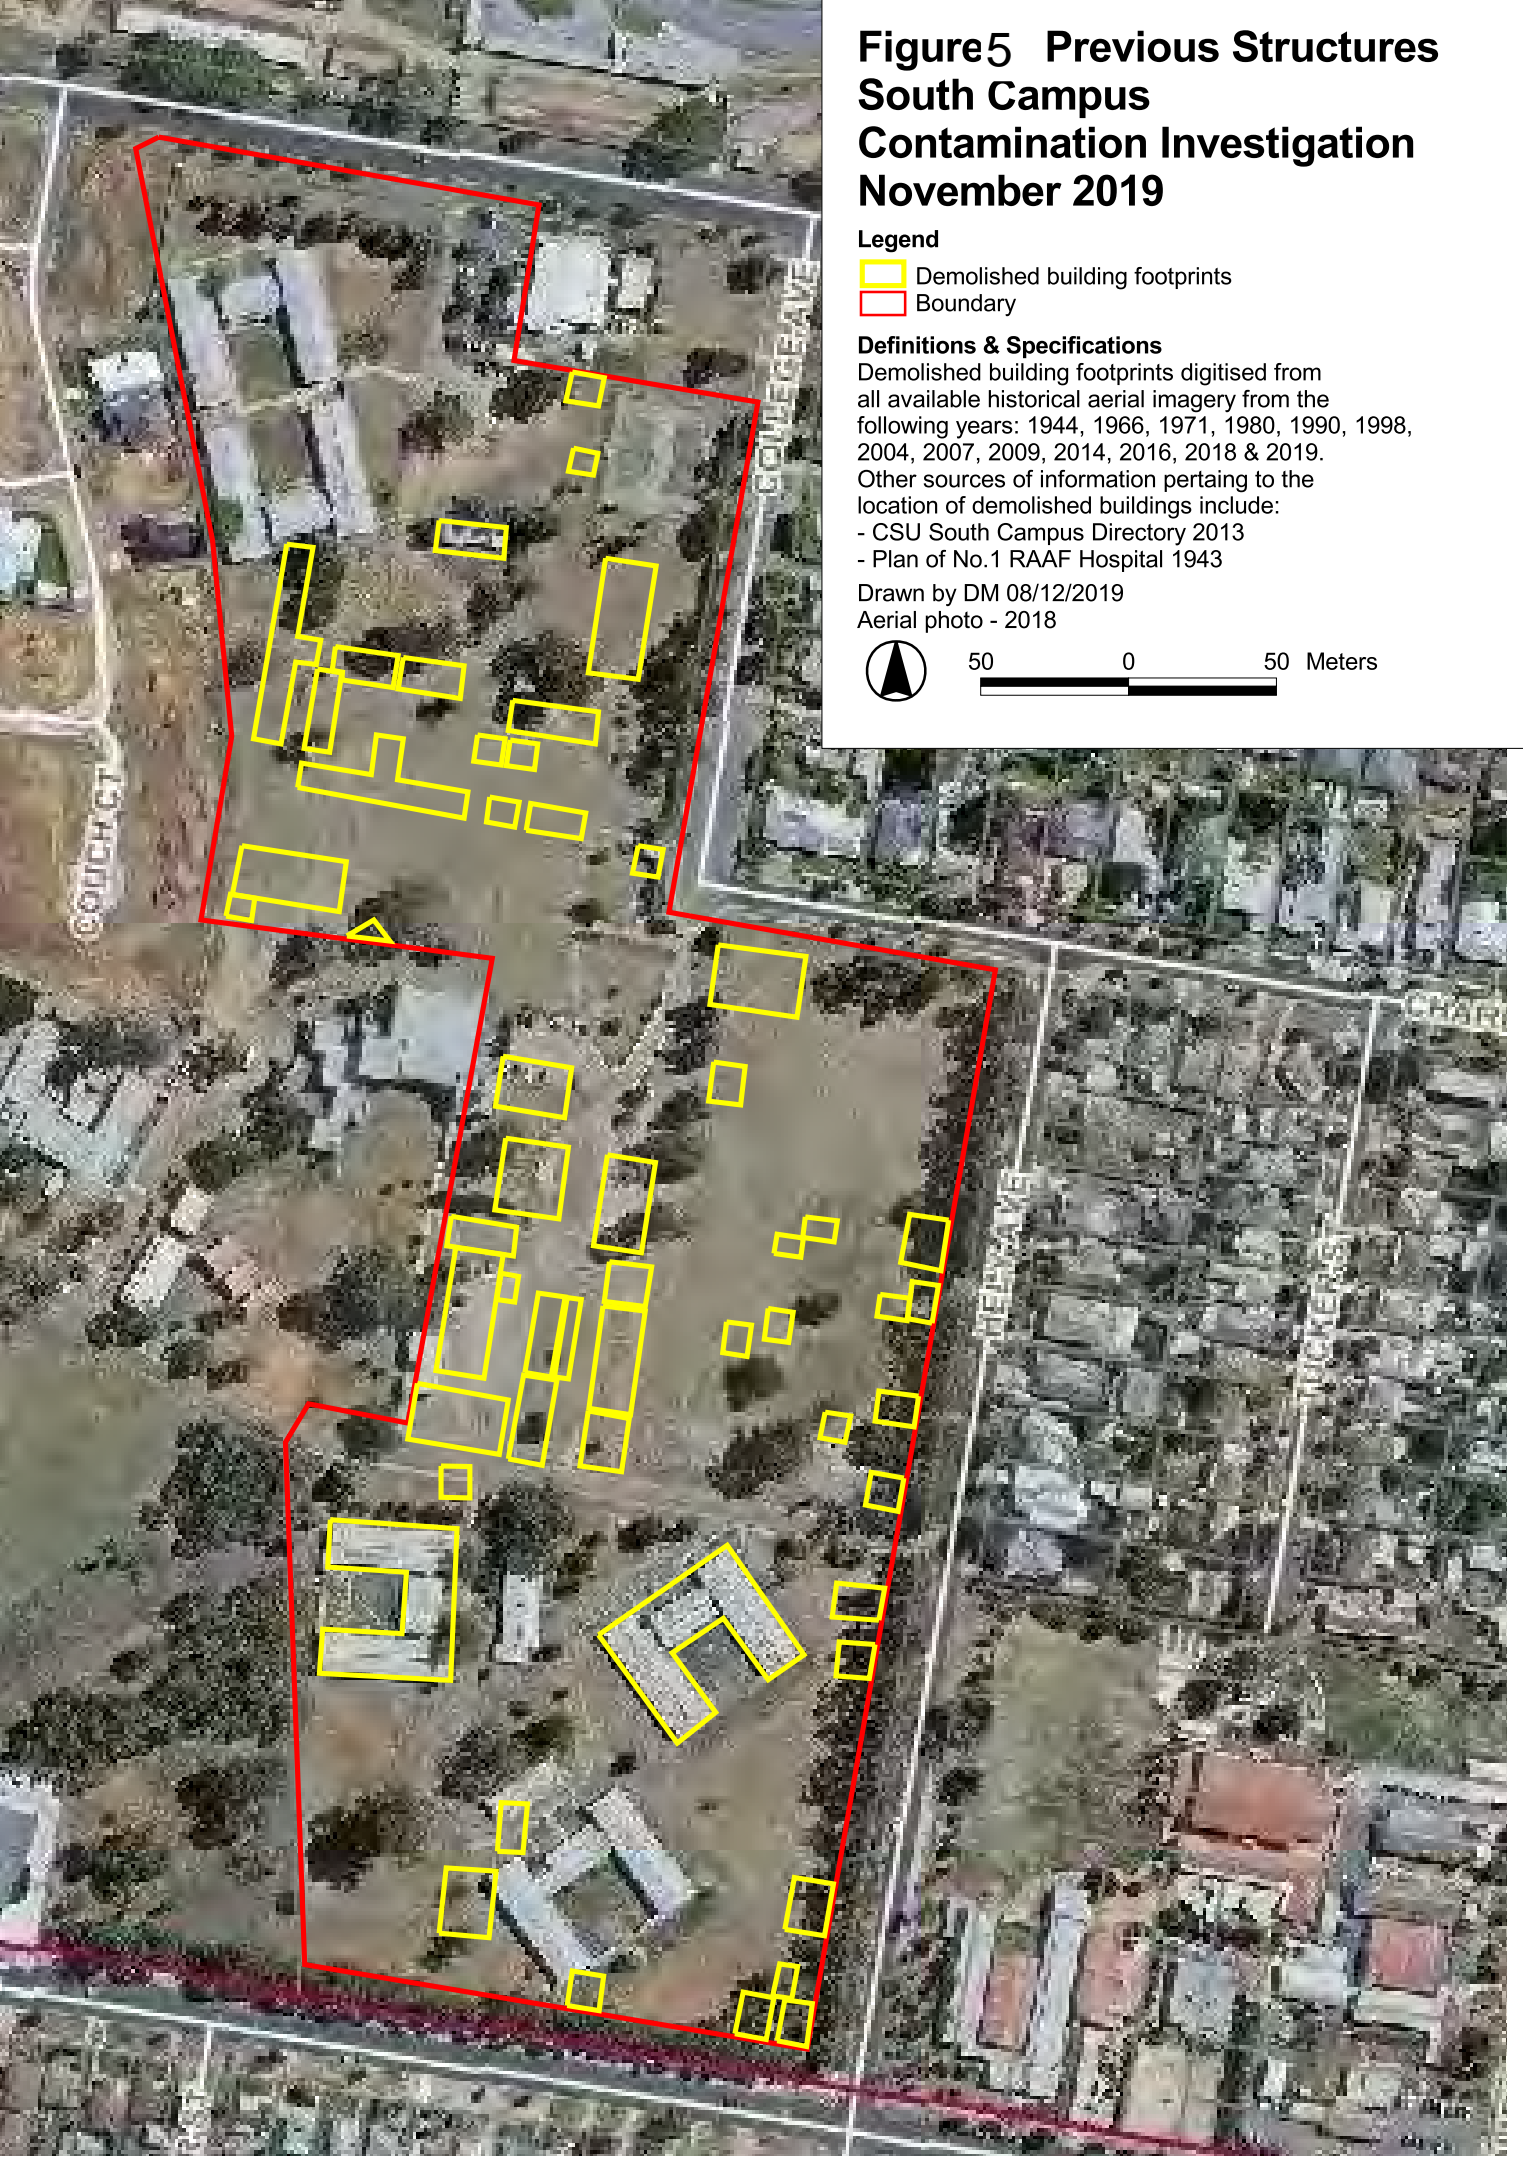 Figure 5 Previous Structures
South Campus
Contamination Investigation
November 2019
Legend
Demolished building footprints
Boundary
Definitions & Specifications
Demolished building footprints digitised from
all available historical aerial imagery from the
following years: 1944, 1966, 1971, 1980, 1990, 1998,
2004, 2007, 2009, 2014, 2016, 2018 & 2019.
Other sources of information pertaing to the
location of demolished buildings include:
- CSU South Campus Directory 2013
- Plan of No.1 RAAF Hospital 1943
Drawn by DM 08/12/2019
Aerial photo - 2018
50 0 50 Meters
COLLEGE AVE